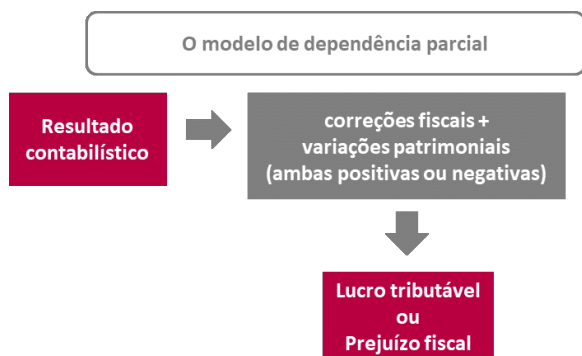 O modelo de dependência parcial
Resultado
contabilístico
correções fiscais +
variações patrimoniais
(ambas positivas ou negativas)
Lucro tributável
ou
Prejuízo fiscal